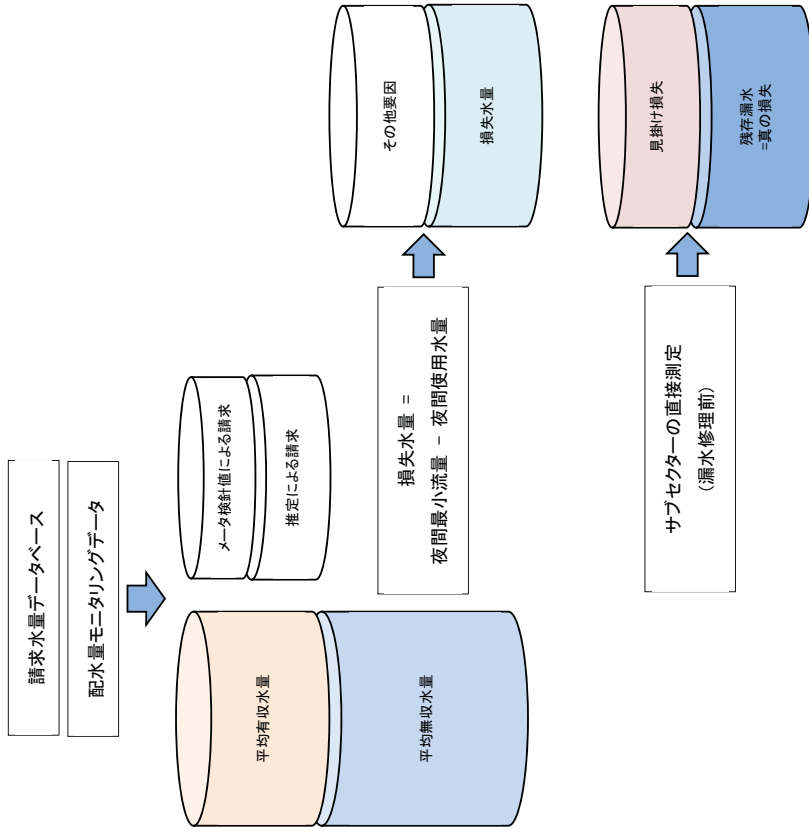 請求水量データベース
配水量モニタリングデータ
平均有収水量
平均無収水量
メータ検針値による請求
推定による請求
損失水量 =
夜間最小流量 - 夜間使用水量
その他要因
損失水量
サブセクターの直接測定
(漏水修理前)
見掛け損失
残存漏水
=真の損失